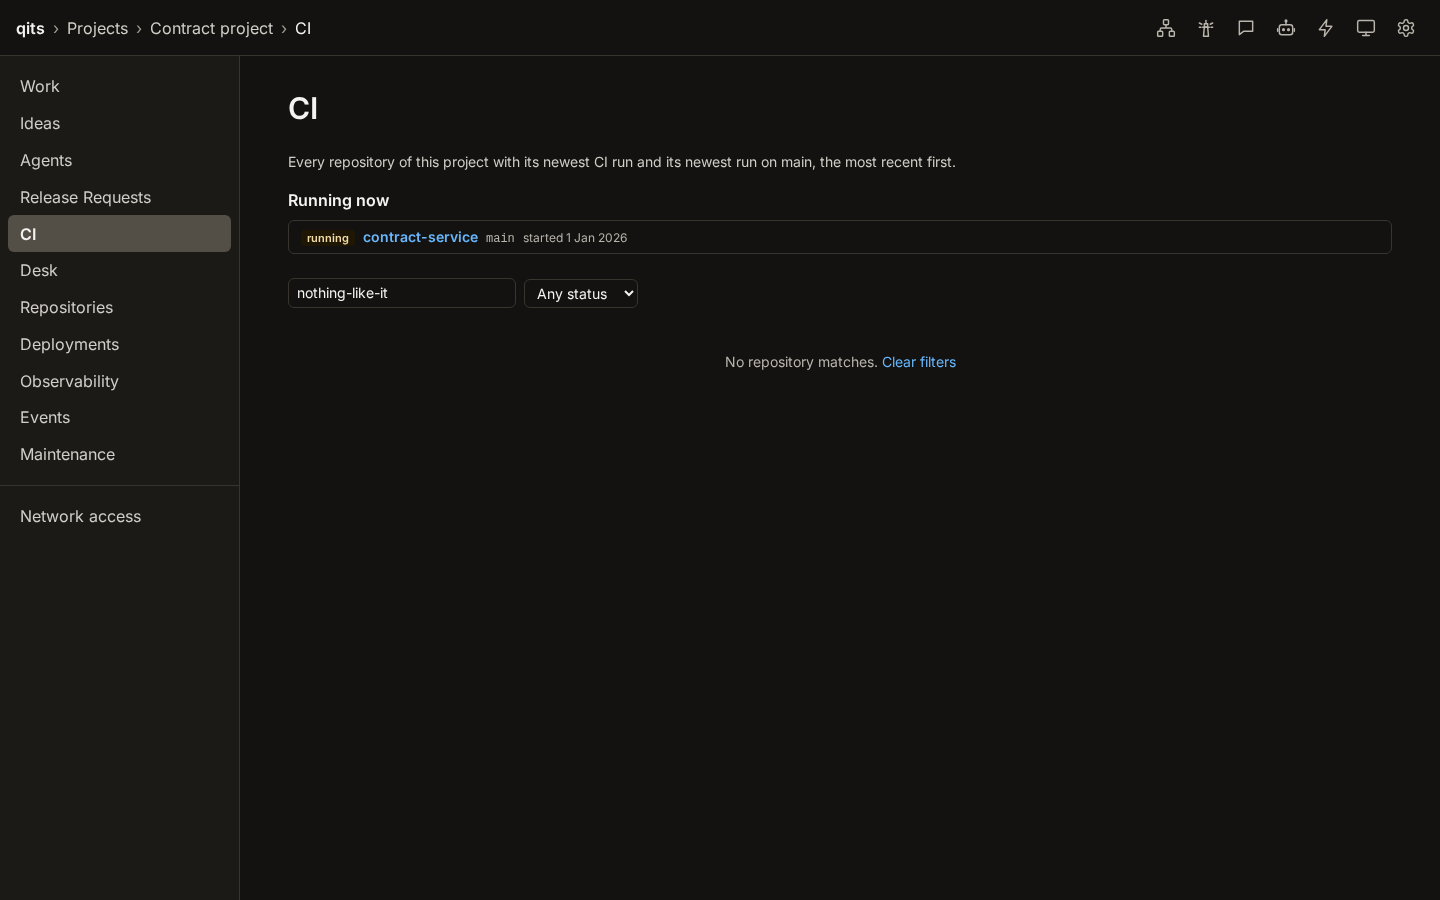 qits › Projects › Contract project › CI
Work
Ideas
Agents
Release Requests
CI
Desk
Repositories
Deployments
Observability
Events
Maintenance
Network access
CI
Every repository of this project with its newest CI run and its newest run on main, the most recent first.
Running now
running contract-service main started 1 Jan 2026
nothing-like-it Any status
No repository matches. Clear filters